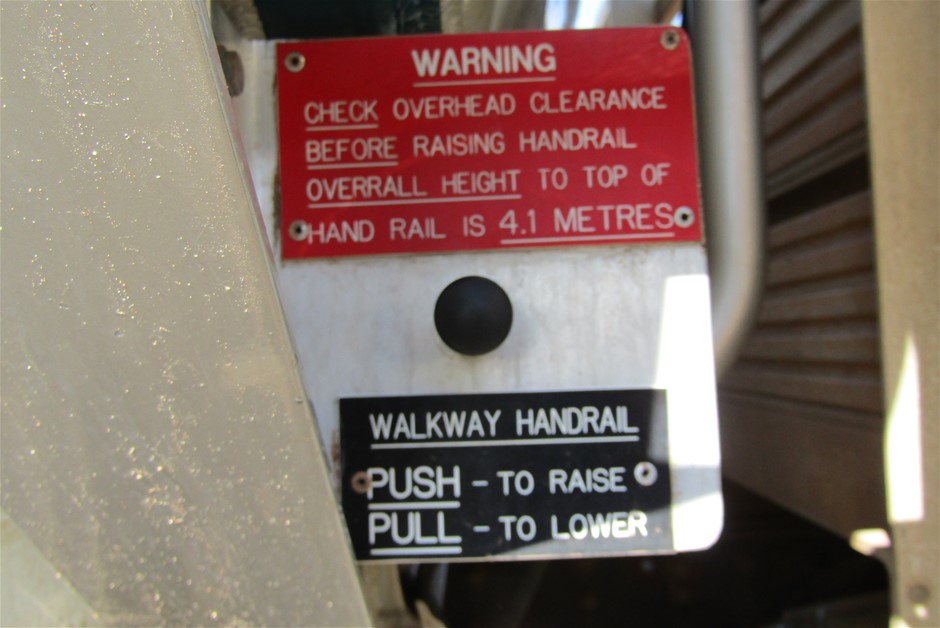 WARNING
CHECK OVERHEAD CLEARANCE
BEFORE RAISING HANDRAIL
OVERRALL HEIGHT TO TOP OF
HAND RAIL IS 4.1 METRES
WALKWAY HANDRAIL
PUSH - TO RAISE
PULL - TO LOWER